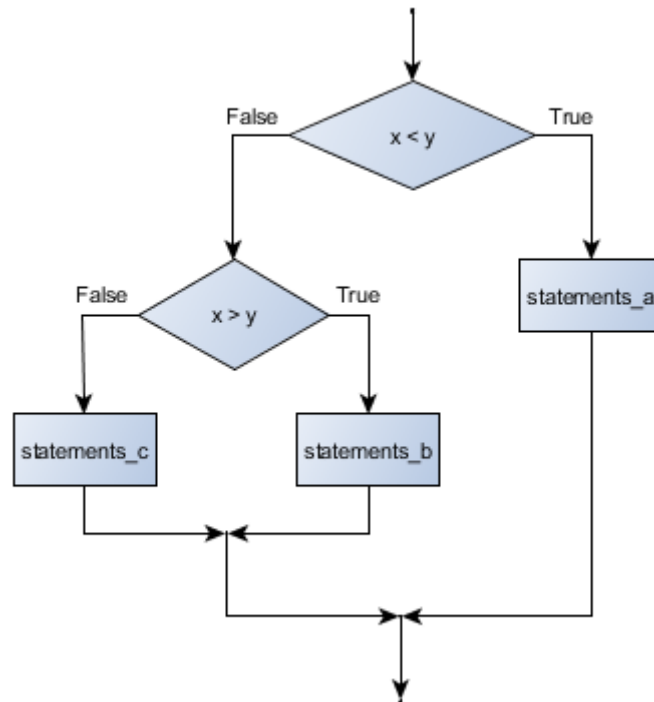 False
True
x < y
False
True
x > y
statements_a
statements_c
statements_b